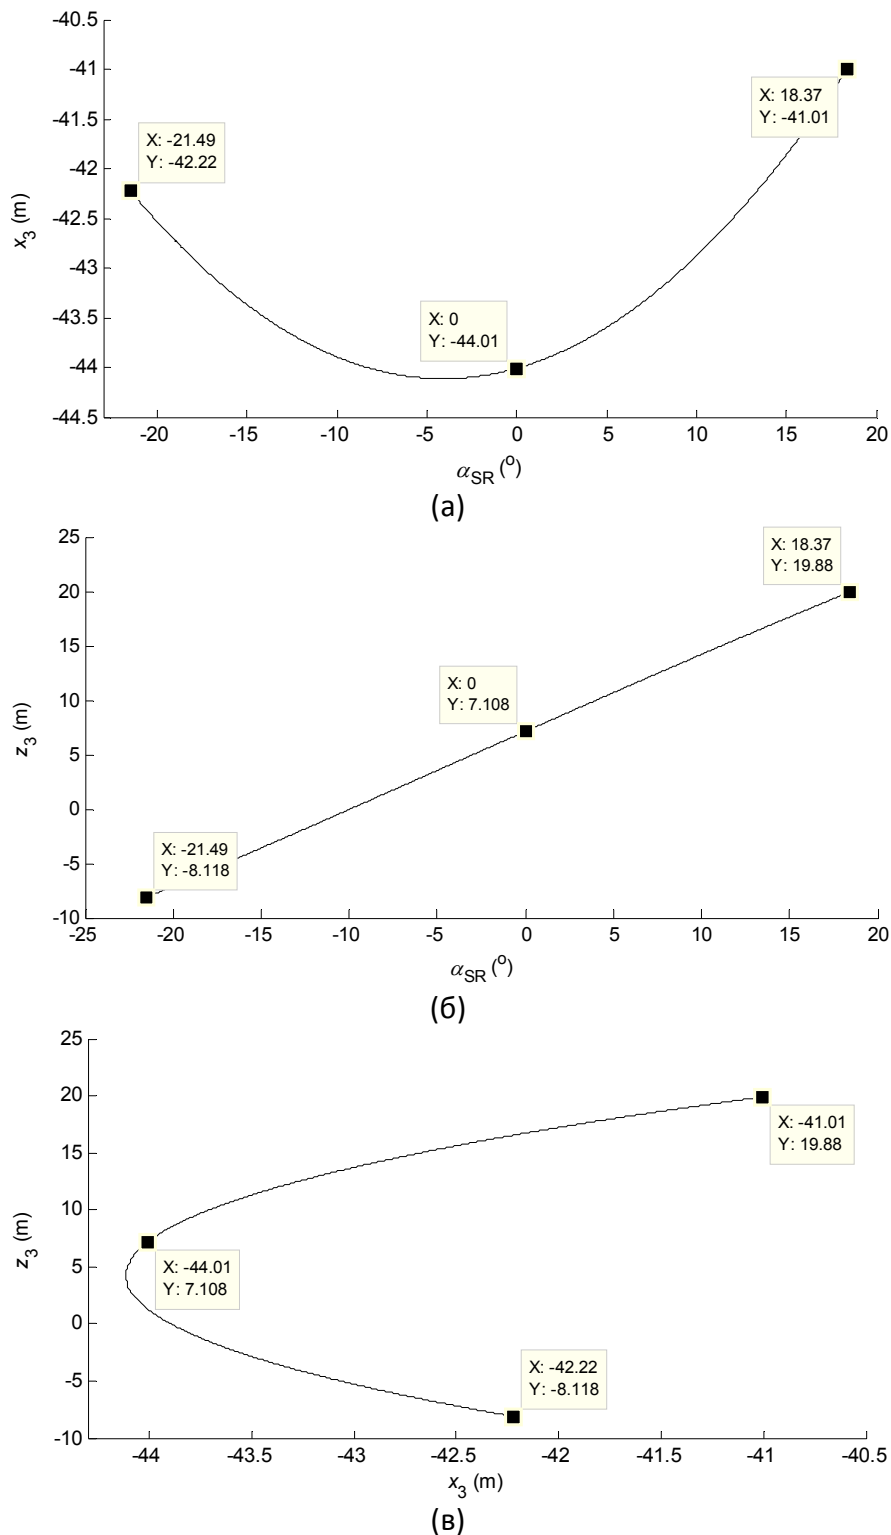 -40.5
-41
-41.5
-42
-42.5
-43
-43.5
-44
-44.5
x3 (m)
X: -21.49
Y: -42.22
X: 0
Y: -44.01
X: 18.37
Y: -41.01
-20 -15 -10 -5 0 5 10 15 20
αSR (o)
(а)
25
20
15
10
5
0
-5
-10
z3 (m)
X: 18.37
Y: 19.88
X: 0
Y: 7.108
X: -21.49
Y: -8.118
-25 -20 -15 -10 -5 0 5 10 15 20
αSR (o)
(б)
25
20
15
10
5
0
-5
-10
z3 (m)
X: -41.01
Y: 19.88
X: -44.01
Y: 7.108
X: -42.22
Y: -8.118
-44 -43.5 -43 -42.5 -42 -41.5 -41 -40.5
x3 (m)
(в)